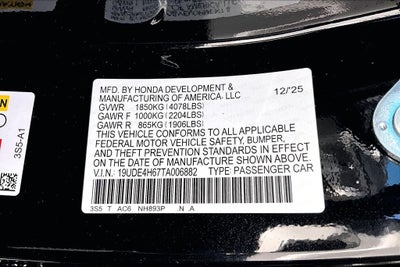 MFD. BY HONDA DEVELOPMENT & 12/'25
MANUFACTURING OF AMERICA, LLC
GVWR 1850KG (4078LBS)
GAWR F 1000KG (2204LBS)
GAWR R 865KG (1906LBS)
THIS VEHICLE CONFORMS TO ALL APPLICABLE
FEDERAL MOTOR VEHICLE SAFETY, BUMPER,
AND THEFT PREVENTION STANDARDS IN EFFECT
ON THE DATE OF MANUFACTURE SHOWN ABOVE.
V.I.N.: 19UDE4H67TA006882 TYPE: PASSENGER CAR
3S5 T AC6 NH893P N A
3S5-A1